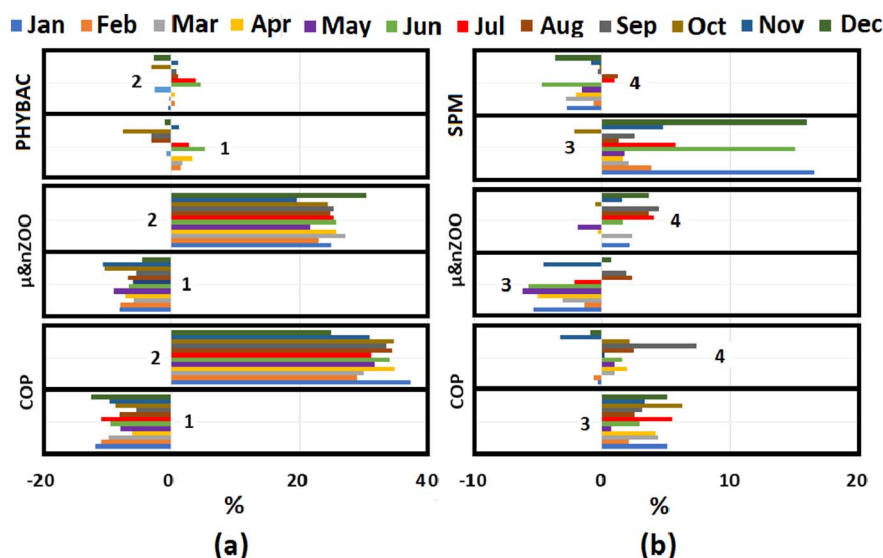 Jan Feb Mar Apr May Jun Jul Aug Sep Oct Nov Dec
PHYBAC
2
1
µ&nZOO
2
1
COP
2
1
-20 0 20 40
%
(a)
SPM
4
3
µ&nZOO
4
3
COP
4
3
-10 0 10 20
%
(b)